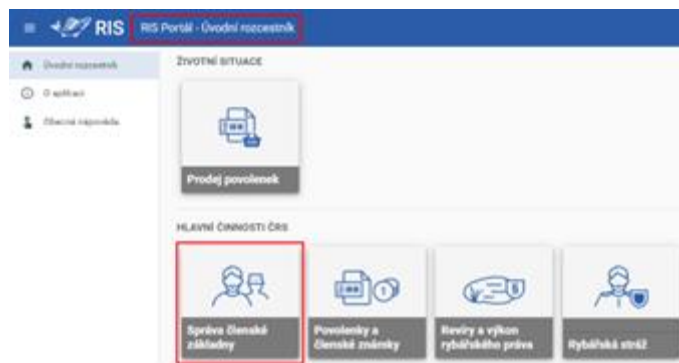 RIS
RIS Portál - Úvodní rozcestník
Úvodní rozcestník
O aplikaci
Obecná nápověda
ŽIVOTNÍ SITUACE
Prodej povolenek
HLAVNÍ ČINNOSTI ČRS
Správa členské
základny
Povolenky a
členské známky
Revíry a výkon
rybářského práva
Rybářská stráž